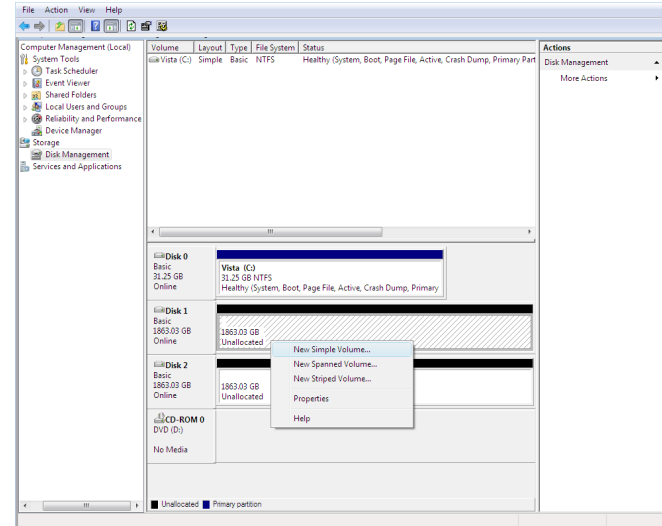 File Action View Help
Computer Management (Local)
System Tools
Task Scheduler
Event Viewer
Shared Folders
Local Users and Groups
Reliability and Performance
Device Manager
Storage
Disk Management
Services and Applications
Volume Layout Type File System Status
Vista (C:) Simple Basic NTFS Healthy (System, Boot, Page File, Active, Crash Dump, Primary Part
Actions
Disk Management
More Actions
Disk 0
Basic
31.25 GB
Online
Vista (C:)
31.25 GB NTFS
Healthy (System, Boot, Page File, Active, Crash Dump, Primary
Disk 1
Basic
1863.03 GB
Online
1863.03 GB
Unallocated
New Simple Volume...
New Spanned Volume...
New Striped Volume...
Properties
Help
Disk 2
Basic
1863.03 GB
Online
1863.03 GB
Unallocated
CD-ROM 0
DVD (D:)
No Media
Unallocated Primary partition